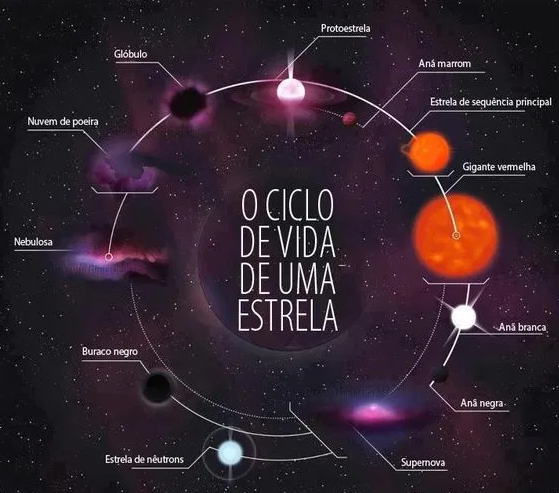 Protoestrela
Glóbulo
Anã marrom
Estrela de sequência principal
Nuvem de poeira
Gigante vermelha
O CICLO
DE VIDA
DE UMA
ESTRELA
Nebulosa
Anã branca
Buraco negro
Anã negra
Estrela de nêutrons
Supernova